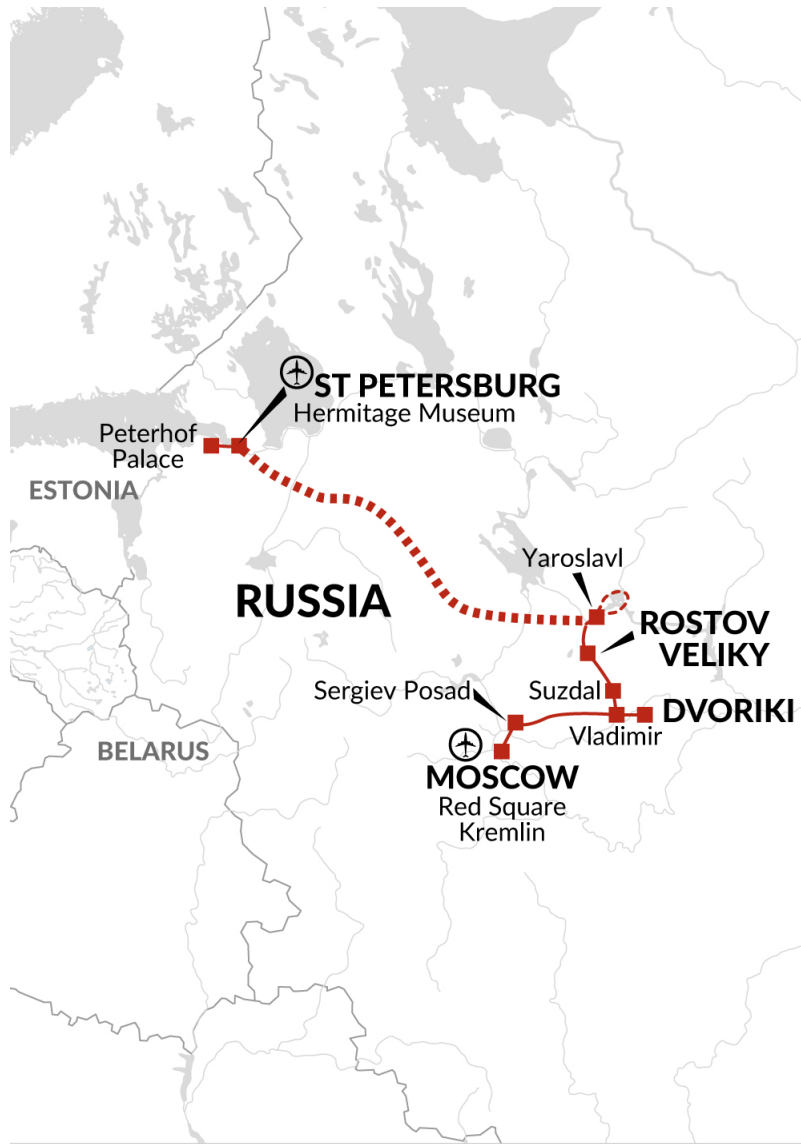 ST PETERSBURG
Hermitage Museum
Peterhof
Palace
ESTONIA
Yaroslavl
RUSSIA
ROSTOV
VELIKY
Sergiev Posad
Suzdal
DVORIKI
Vladimir
BELARUS
MOSCOW
Red Square
Kremlin